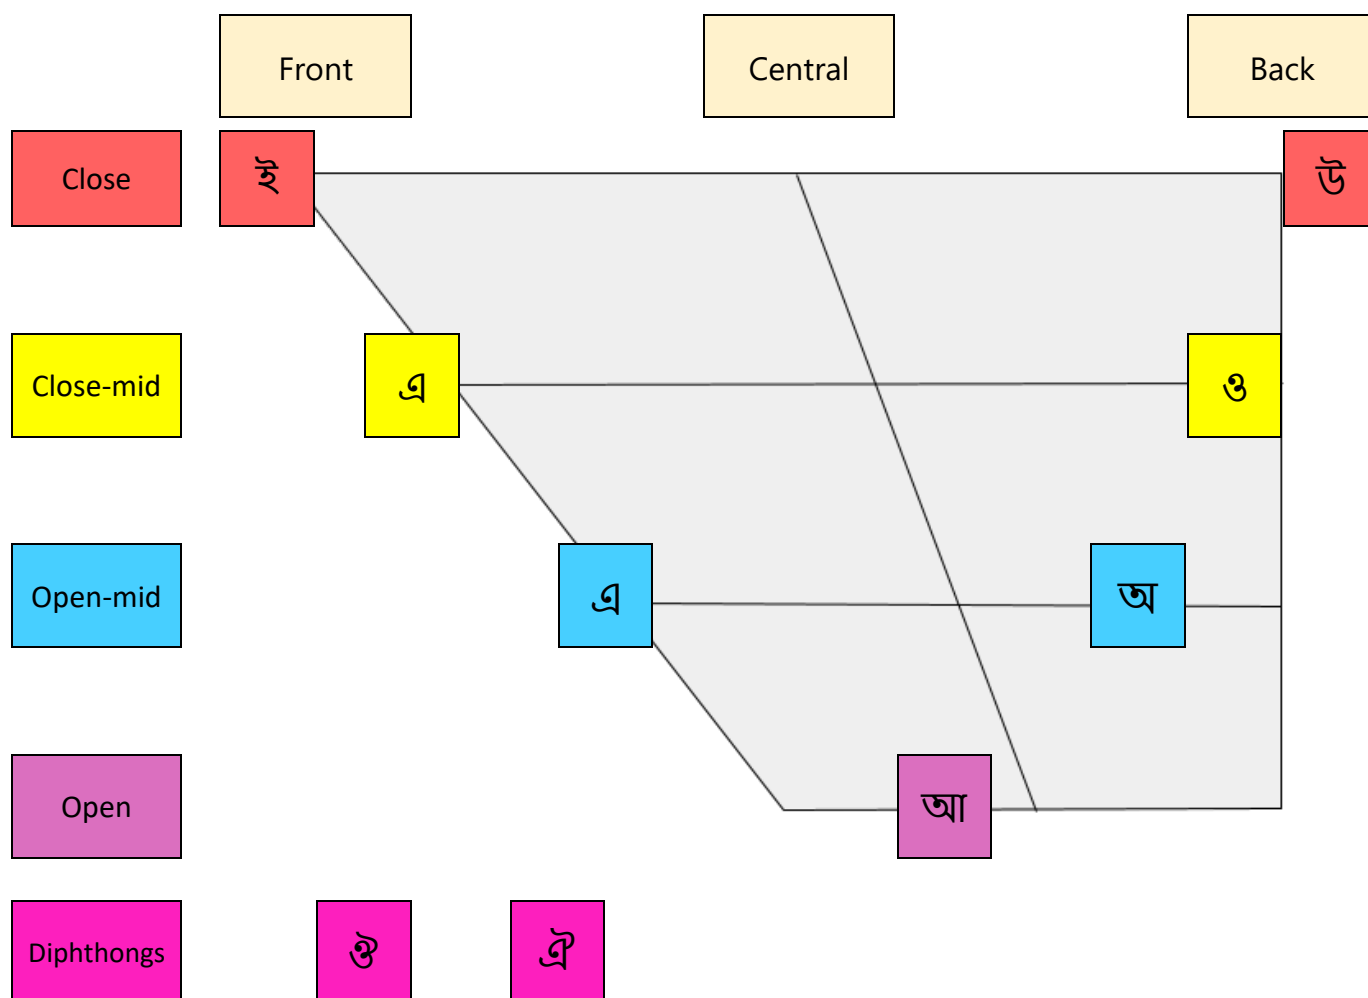 Front Central Back
Close ই উ
Close-mid এ ও
Open-mid এ অ
Open আ
Diphthongs ঔ ঐ